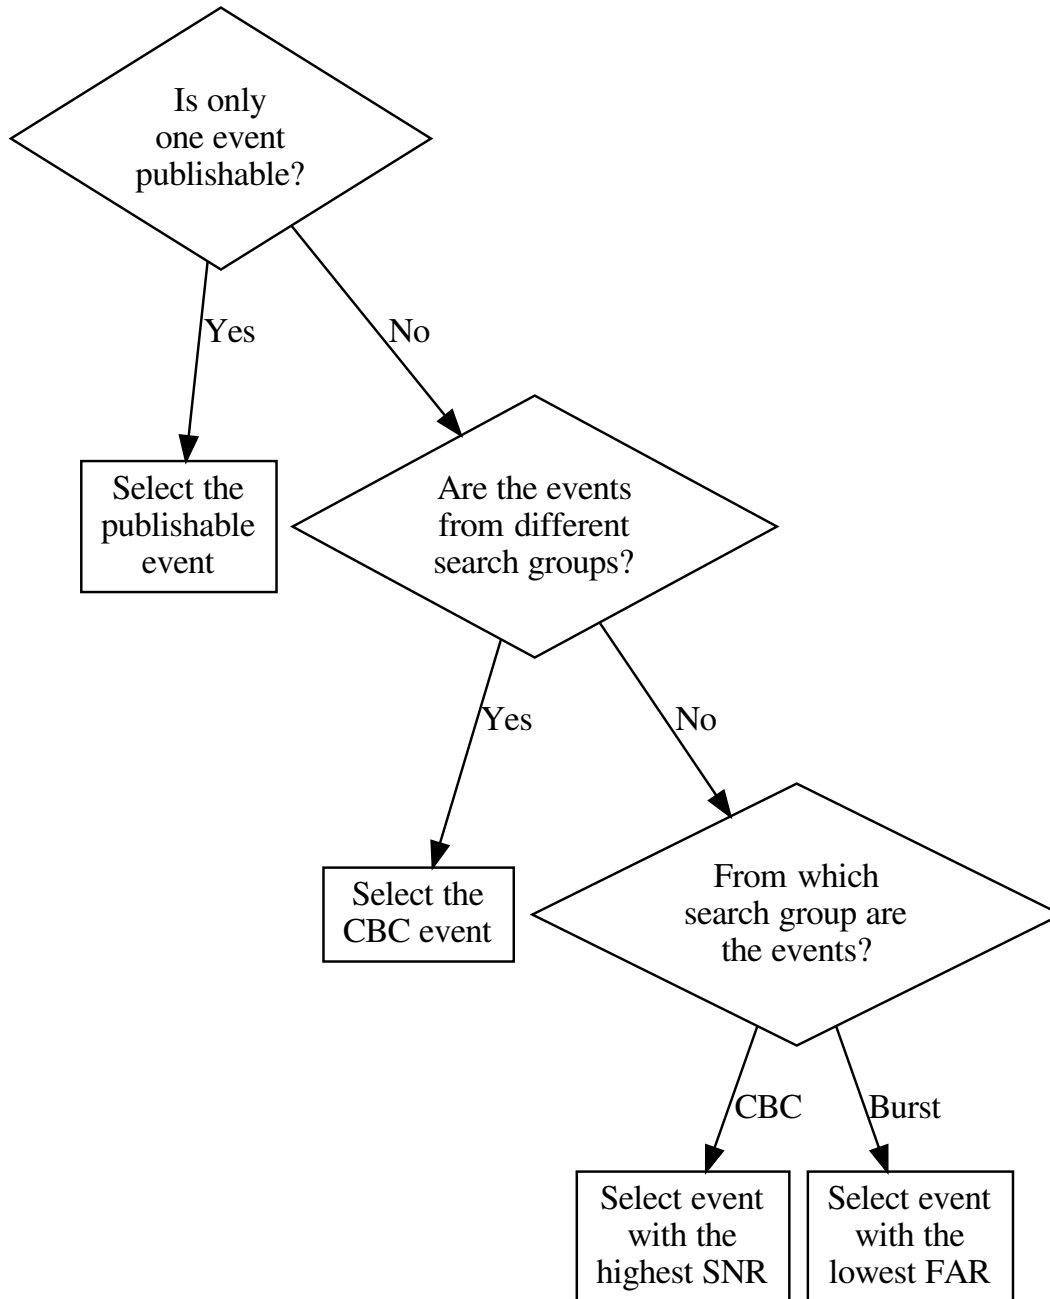 Is only
one event
publishable?
Yes
No
Select the
publishable
event
Are the events
from different
search groups?
Yes
No
Select the
CBC event
From which
search group are
the events?
CBC
Burst
Select event
with the
highest SNR
Select event
with the
lowest FAR